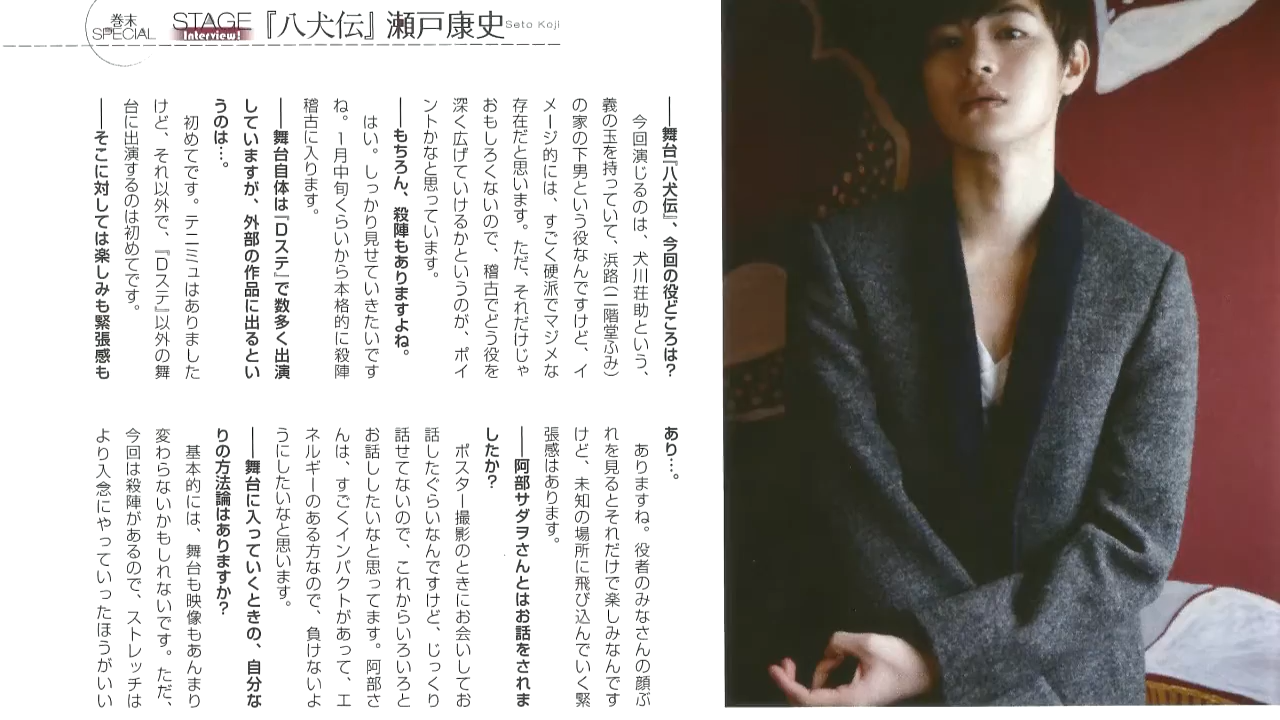 巻末
SPECIAL
STAGE
Interview!
『八犬伝』瀬戸康史 Seto Koji
――舞台『八犬伝』、今回の役どころは？
今回演じるのは、犬川荘助という、
義の玉を持っていて、浜路(二階堂ふみ)
の家の下男という役なんですけど、イ
メージ的には、すごく硬派でマジメな
存在だと思います。ただ、それだけじゃ
おもしろくないので、稽古でどう役を
深く広げていけるかというのが、ポイ
ントかなと思っています。
――もちろん、殺陣もありますよね。
はい。しっかり見せていきたいです
ね。1月中旬くらいから本格的に殺陣
稽古に入ります。
――舞台自体は『Dステ』で数多く出演
していますが、外部の作品に出るとい
うのは…。
初めてです。テニミュはありました
けど、それ以外で、『Dステ』以外の舞
台に出演するのは初めてです。
――そこに対しては楽しみも緊張感も
あり…。
ありますね。役者のみなさんの顔ぶ
れを見るとそれだけで楽しみなんです
けど、未知の場所に飛び込んでいく緊
張感はあります。
――阿部サダヲさんとはお話をされま
したか？
ポスター撮影のときにお会いしてお
話したぐらいなんですけど、じっくり
話せてないので、これからいろいろと
お話ししたいなと思ってます。阿部さ
んは、すごくインパクトがあって、エ
ネルギーのある方なので、負けないよ
うにしたいなと思います。
――舞台に入っていくときの、自分な
りの方法論はありますか？
基本的には、舞台も映像もあんまり
変わらないかもしれないです。ただ、
今回は殺陣があるので、ストレッチは
より入念にやっていったほうがいい